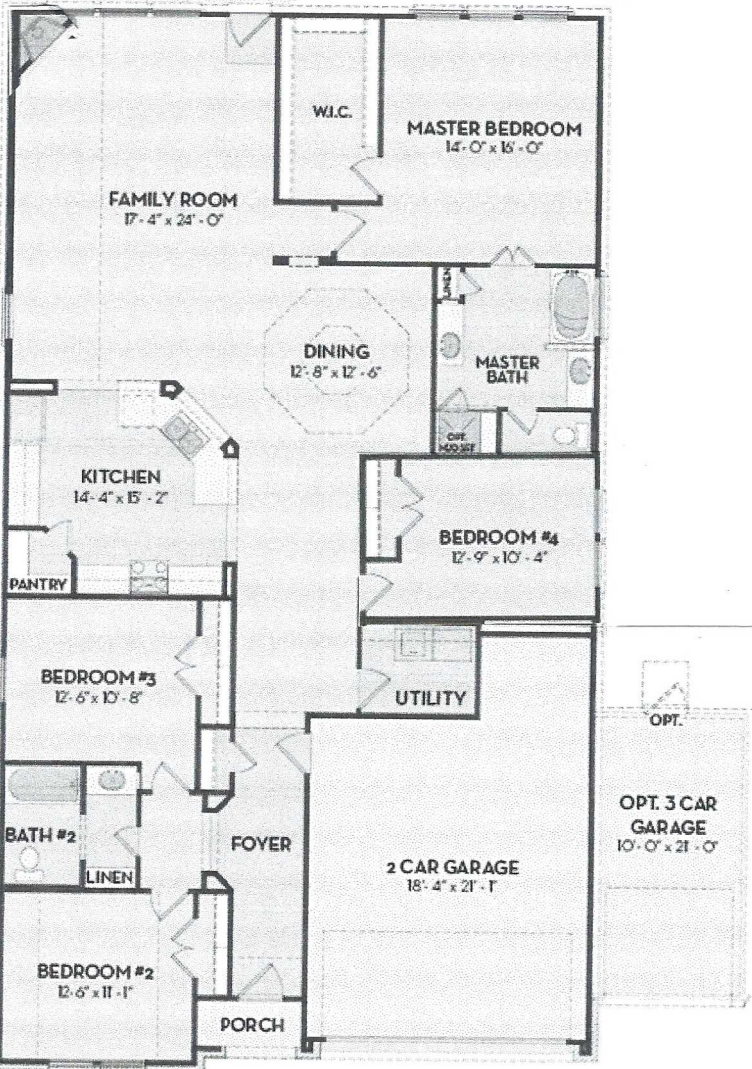 W.I.C.
MASTER BEDROOM
14'-0" x 16'-0"
FAMILY ROOM
17'-4" x 24'-0"
LINEN
DINING
12'-8" x 12'-6"
MASTER
BATH
OPT.
KITCHEN
14'-4" x 15'-2"
BEDROOM #4
12'-9" x 10'-4"
PANTRY
BEDROOM #3
12'-6" x 10'-8"
UTILITY
OPT.
OPT. 3 CAR
GARAGE
10'-0" x 21'-0"
BATH #2
FOYER
LINEN
2 CAR GARAGE
18'-4" x 21'-1"
BEDROOM #2
12'-6" x 11'-1"
PORCH